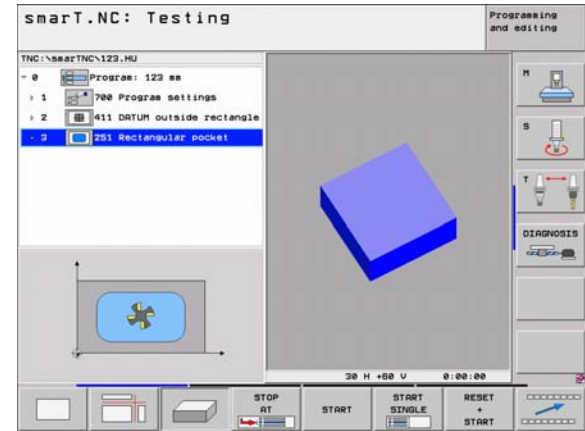 smarT.NC: Testing
Programming
and editing
TNC:\smarTNC\123.HU
0 Program: 123 mm
1 700 Program settings
2 411 DATUM outside rectangle
3 251 Rectangular pocket
M
S
T
DIAGNOSIS
30 H +60 V 0:00:00
STOP
AT
START
START
SINGLE
RESET
+
START